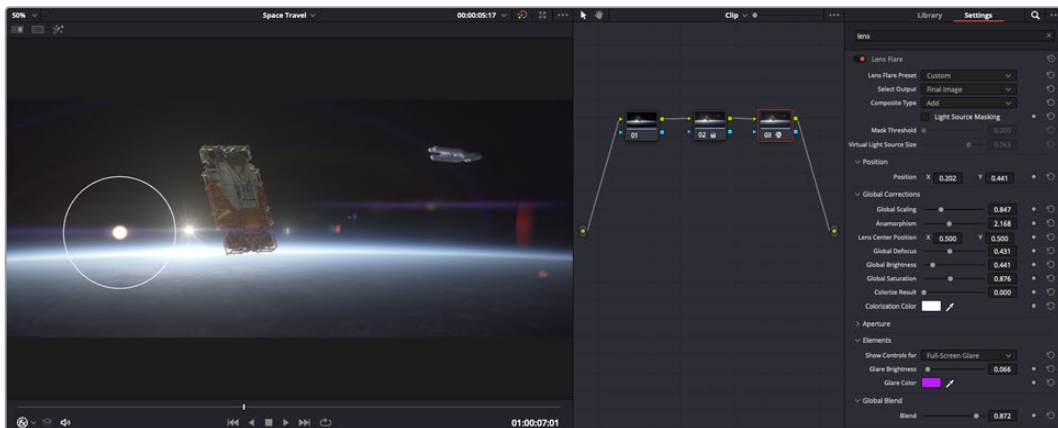 50% Space Travel 00:00:05:17
Clip
Library Settings
lens
Lens Flare
Lens Flare Preset Custom
Select Output Final Image
Composite Type Add
Light Source Masking
Mask Threshold 0.000
Virtual Light Source Size 0.743
Position
Position X 0.202 Y 0.441
Global Corrections
Global Scaling 0.847
Anamorphism 2.168
Lens Center Position X 0.500 Y 0.500
Global Defocus 0.431
Global Brightness 0.441
Global Saturation 0.876
Colorize Result 0.000
Colorization Color
Aperture
Elements
Show Controls for Full-Screen Glare
Glare Brightness 0.066
Glare Color
Global Blend
Blend 0.872
01 02 03
01:00:07:01